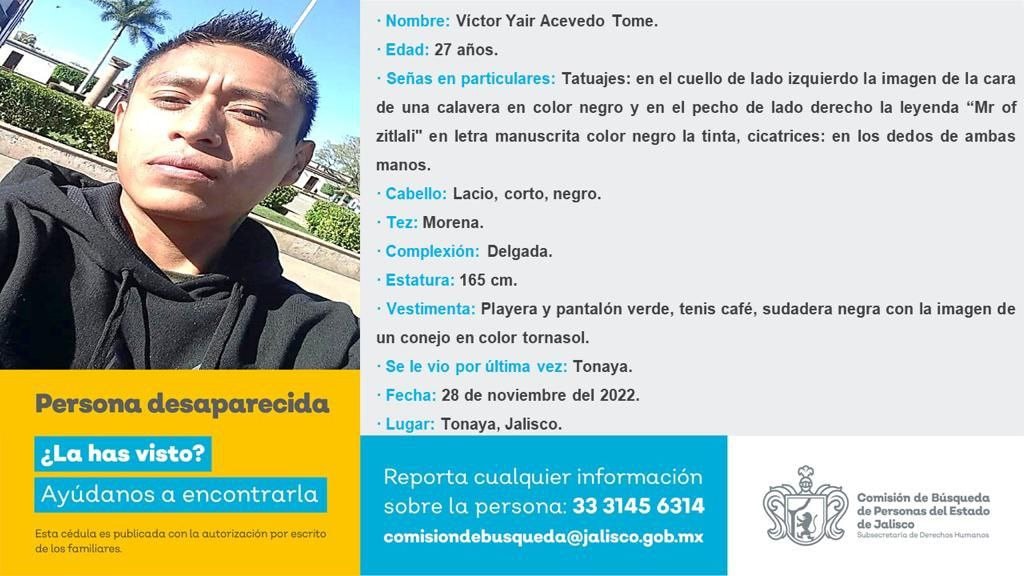 · Nombre: Víctor Yair Acevedo Tome.
· Edad: 27 años.
· Señas en particulares: Tatuajes: en el cuello de lado izquierdo la imagen de la cara
de una calavera en color negro y en el pecho de lado derecho la leyenda “Mr of
zitlali" en letra manuscrita color negro la tinta, cicatrices: en los dedos de ambas
manos.
· Cabello: Lacio, corto, negro.
· Tez: Morena.
· Complexión: Delgada.
· Estatura: 165 cm.
· Vestimenta: Playera y pantalón verde, tenis café, sudadera negra con la imagen de
un conejo en color tornasol.
· Se le vio por última vez: Tonaya.
· Fecha: 28 de noviembre del 2022.
· Lugar: Tonaya, Jalisco.
Persona desaparecida
¿La has visto?
Ayúdanos a encontrarla
Esta cédula es publicada con la autorización por escrito
de los familiares.
Reporta cualquier información
sobre la persona: 33 3145 6314
comisiondebusqueda@jalisco.gob.mx
Comisión de Búsqueda
de Personas del Estado
de Jalisco
Subsecretaría de Derechos Humanos